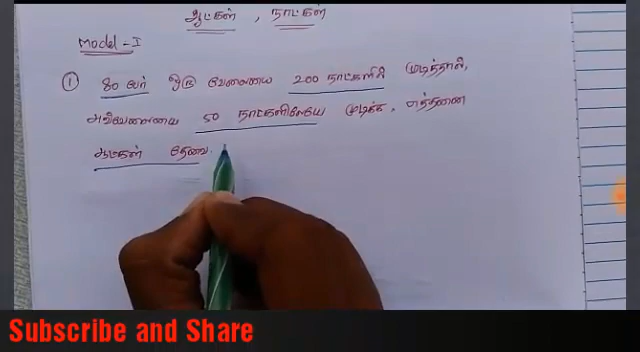 ஆட்கள் , நாட்கள்
Model - I
① 80 பேர் ஒரு வேலையை 200 நாட்களில் முடித்தால்,
அவ்வேலையை 50 நாட்களிலேயே முடிக்க , எத்தனை
ஆட்கள் தேவை.
Subscribe and Share